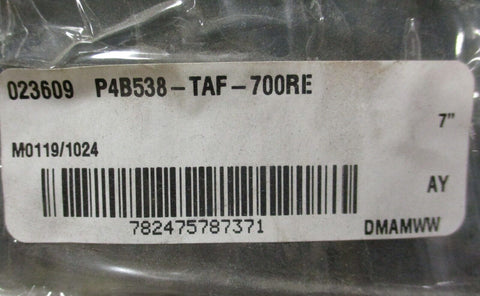 023609 P4B538-TAF-700RE
7"
M0119/1024
AY
782475787371
DMAMWW